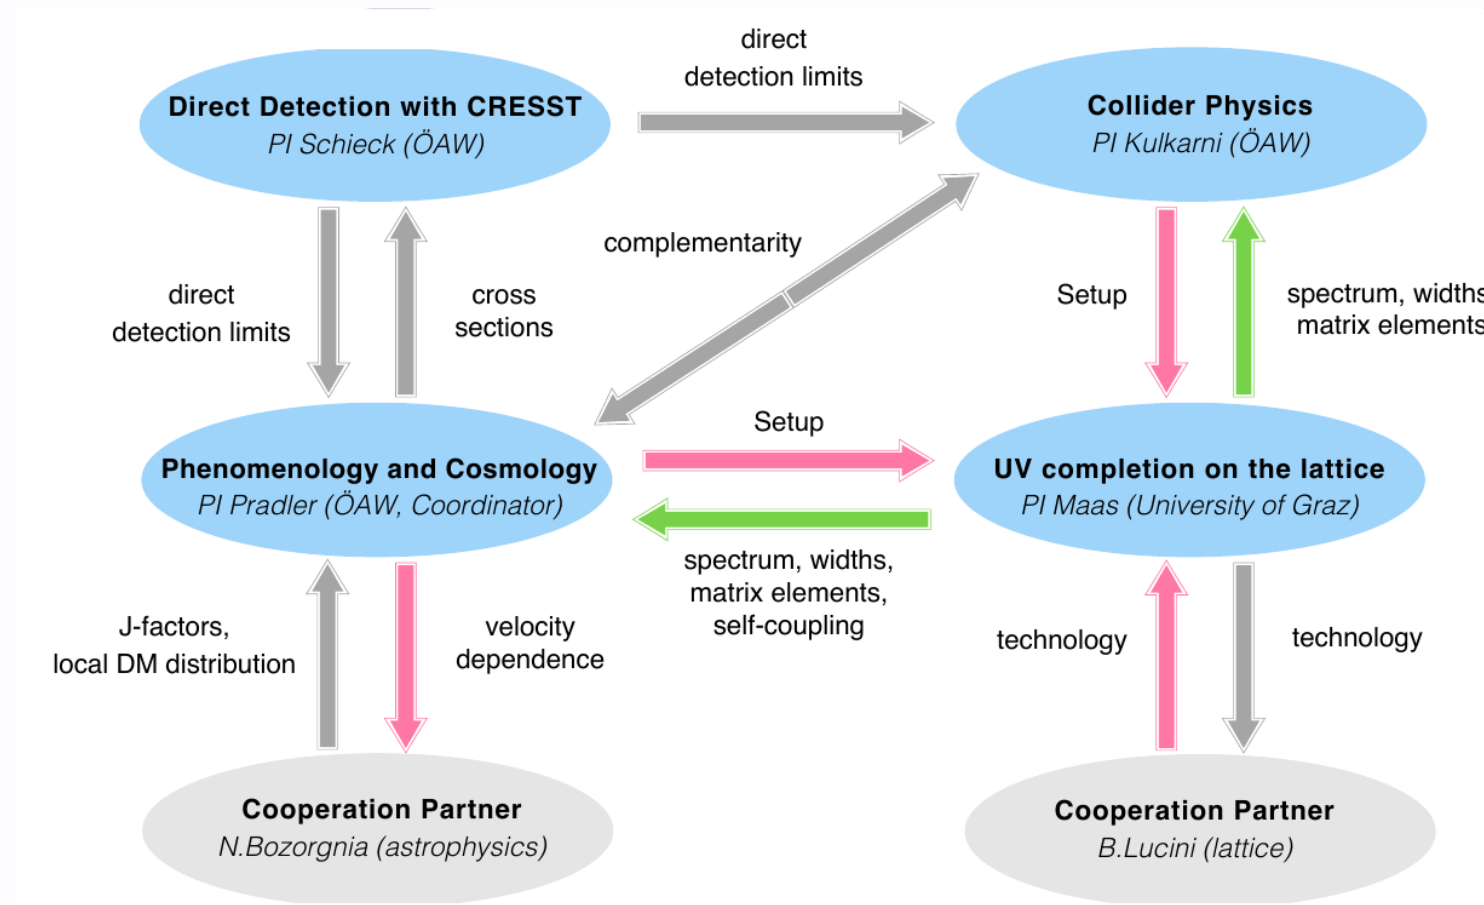 direct
detection limits
Direct Detection with CRESST
PI Schieck (ÖAW)
Collider Physics
PI Kulkarni (ÖAW)
complementarity
direct
detection limits
cross
sections
Setup
spectrum, widths
matrix elements
Setup
Phenomenology and Cosmology
PI Pradler (ÖAW, Coordinator)
UV completion on the lattice
PI Maas (University of Graz)
spectrum, widths,
matrix elements,
self-coupling
J-factors,
local DM distribution
velocity
dependence
technology
technology
Cooperation Partner
N.Bozorgnia (astrophysics)
Cooperation Partner
B.Lucini (lattice)